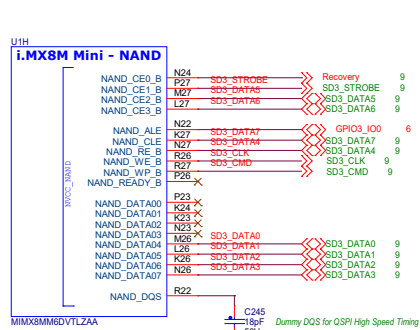 U1H
i.MX8M Mini - NAND
NVCC_NAND
NAND_CE0_B N24 Recovery 9
NAND_CE1_B P27 SD3_STROBE SD3_STROBE 9
NAND_CE2_B M27 SD3_DATA5 SD3_DATA5 9
NAND_CE3_B L27 SD3_DATA6 SD3_DATA6 9
NAND_ALE N22 GPIO3_IO0 6
NAND_CLE K27 SD3_DATA7 SD3_DATA7 9
NAND_RE_B N27 SD3_DATA4 SD3_DATA4 9
NAND_WE_B R26 SD3_CLK SD3_CLK 9
NAND_WP_B R27 SD3_CMD SD3_CMD 9
NAND_READY_B P26
NAND_DATA00 P23
NAND_DATA01 K24
NAND_DATA02 K23
NAND_DATA03 N23
NAND_DATA04 M26 SD3_DATA0 SD3_DATA0 9
NAND_DATA05 L26 SD3_DATA1 SD3_DATA1 9
NAND_DATA06 K26 SD3_DATA2 SD3_DATA2 9
NAND_DATA07 N26 SD3_DATA3 SD3_DATA3 9
NAND_DQS R22
C245
MIMX8MM6DVTLZAA 18pF Dummy DQS for QSPI High Speed Timing